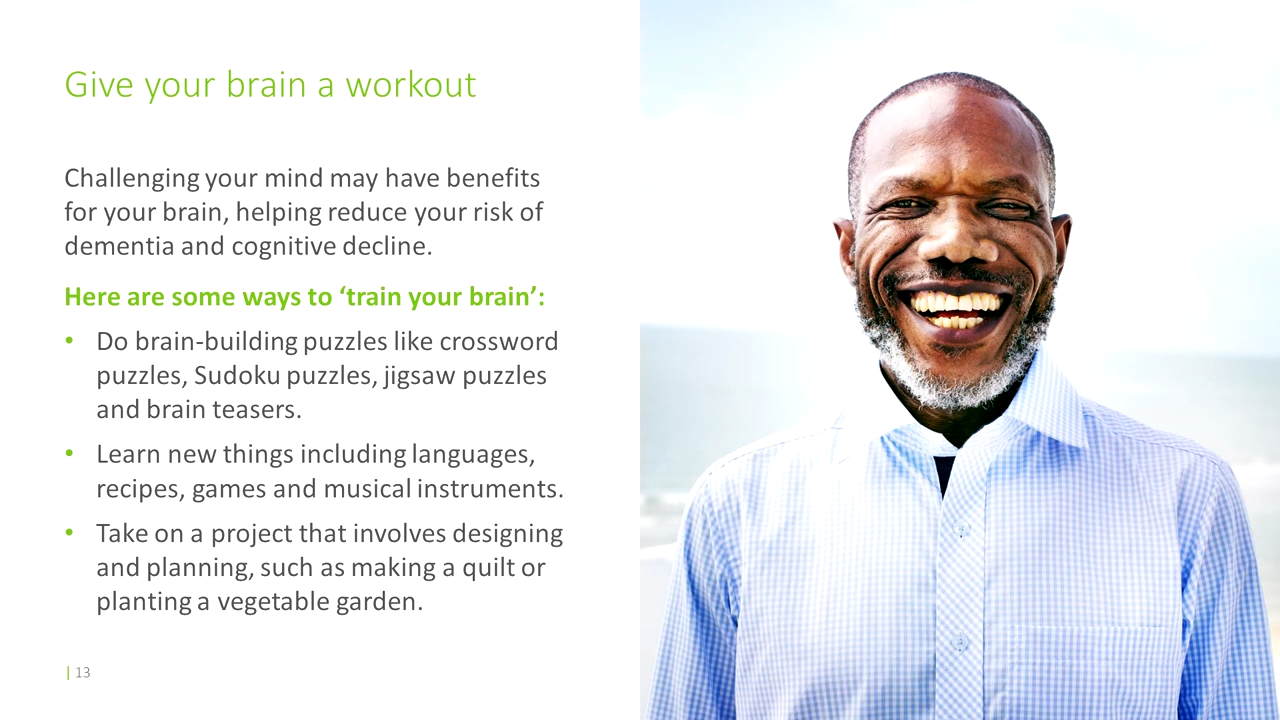 Give your brain a workout
Challenging your mind may have benefits
for your brain, helping reduce your risk of
dementia and cognitive decline.
Here are some ways to ‘train your brain’:
• Do brain-building puzzles like crossword
puzzles, Sudoku puzzles, jigsaw puzzles
and brain teasers.
• Learn new things including languages,
recipes, games and musical instruments.
• Take on a project that involves designing
and planning, such as making a quilt or
planting a vegetable garden.
| 13